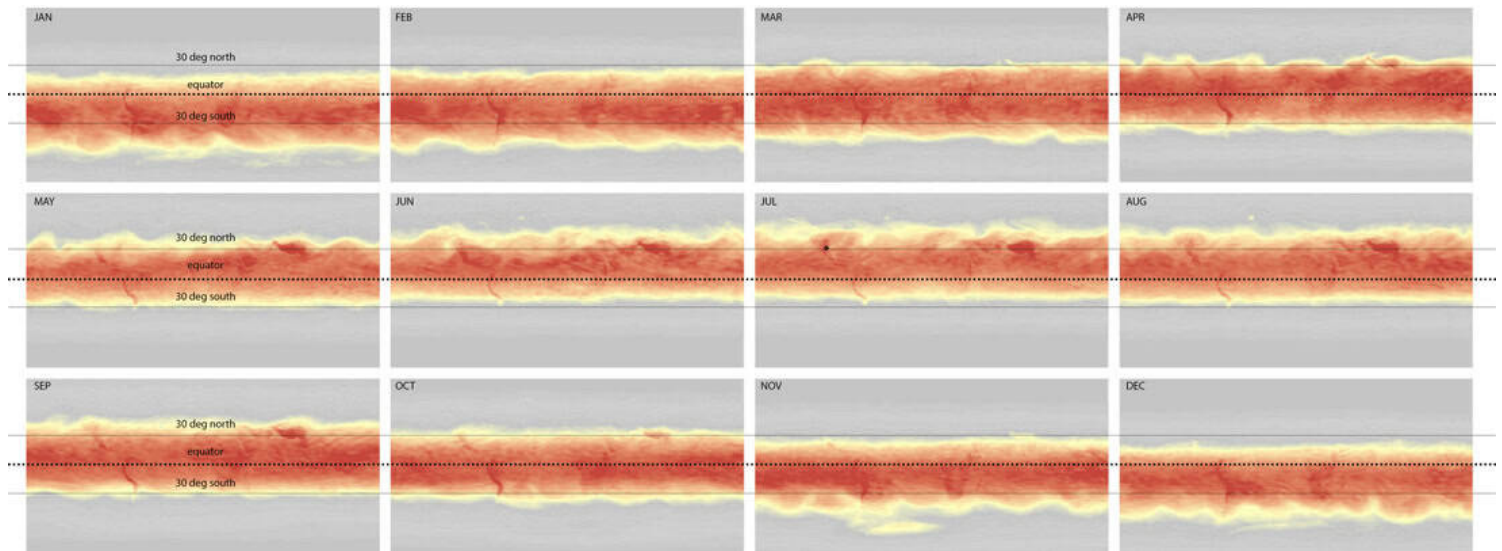 JAN
FEB
MAR
APR
30 deg north
equator
30 deg south
MAY
JUN
JUL
AUG
30 deg north
equator
30 deg south
SEP
OCT
NOV
DEC
30 deg north
equator
30 deg south